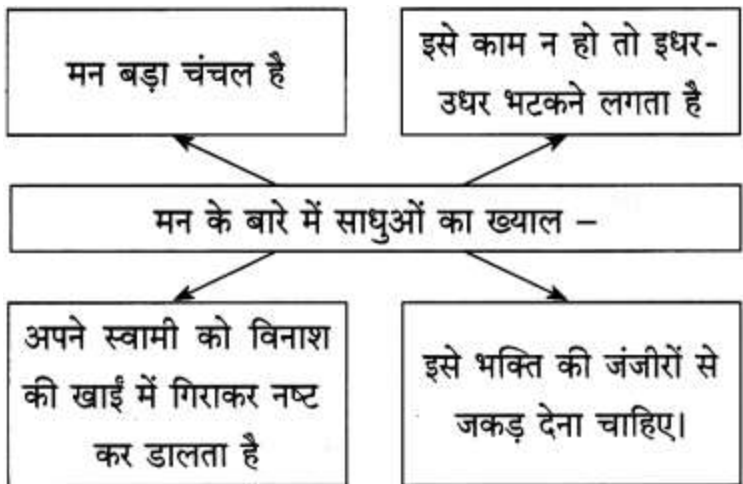 मन बड़ा चंचल है
इसे काम न हो तो इधर-
उधर भटकने लगता है
मन के बारे में साधुओं का ख्याल –
अपने स्वामी को विनाश
की खाईं में गिराकर नष्ट
कर डालता है
इसे भक्ति की जंजीरों से
जकड़ देना चाहिए।